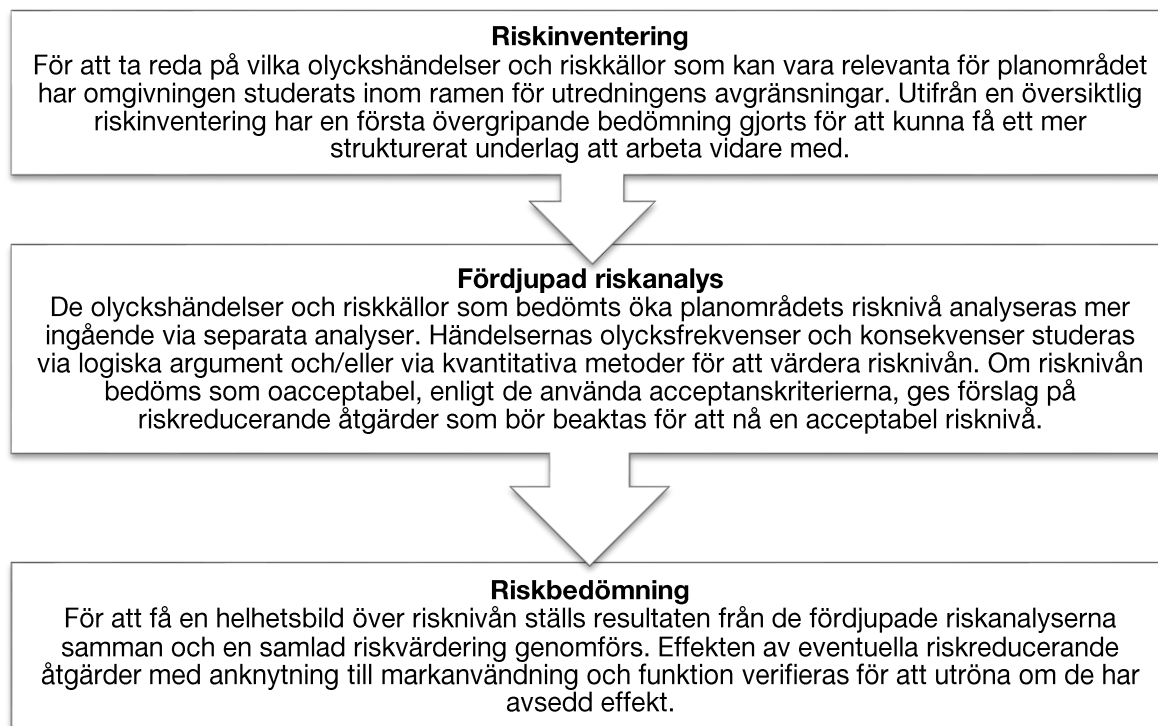 Riskinventering
För att ta reda på vilka olyckshändelser och riskkällor som kan vara relevanta för planområdet
har omgivningen studerats inom ramen för utredningens avgränsningar. Utifrån en översiktlig
riskinventering har en första övergripande bedömning gjorts för att kunna få ett mer
strukturerat underlag att arbeta vidare med.
Fördjupad riskanalys
De olyckshändelser och riskkällor som bedömts öka planområdets risknivå analyseras mer
ingående via separata analyser. Händelsernas olycksfrekvenser och konsekvenser studeras
via logiska argument och/eller via kvantitativa metoder för att värdera risknivån. Om risknivån
bedöms som oacceptabel, enligt de använda acceptanskriterierna, ges förslag på
riskreducerande åtgärder som bör beaktas för att nå en acceptabel risknivå.
Riskbedömning
För att få en helhetsbild över risknivån ställs resultaten från de fördjupade riskanalyserna
samman och en samlad riskvärdering genomförs. Effekten av eventuella riskreducerande
åtgärder med anknytning till markanvändning och funktion verifieras för att utröna om de har
avsedd effekt.